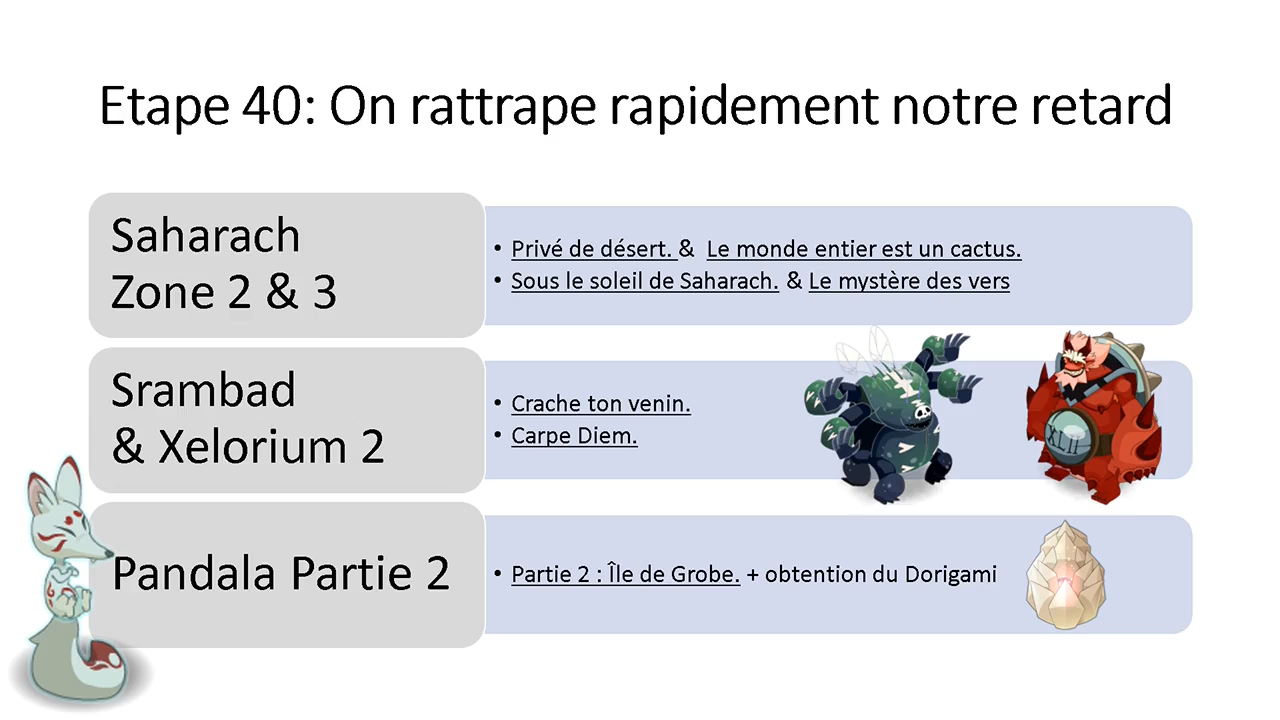 Etape 40: On rattrape rapidement notre retard
Saharach
Zone 2 & 3
• Privé de désert. & Le monde entier est un cactus.
• Sous le soleil de Saharach. & Le mystère des vers
Srambad
& Xelorium 2
• Crache ton venin.
• Carpe Diem.
XLII
Pandala Partie 2
• Partie 2 : Île de Grobe. + obtention du Dorigami